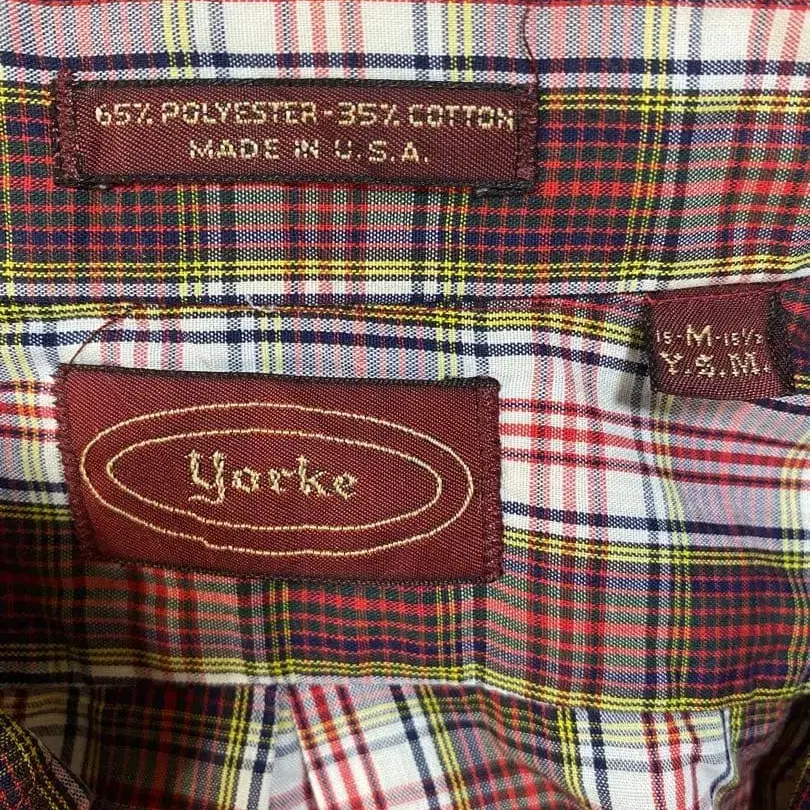 65% POLYESTER-35% COTTON
MADE IN U.S.A.
15-M-15½
Y.S.M.
Yorke